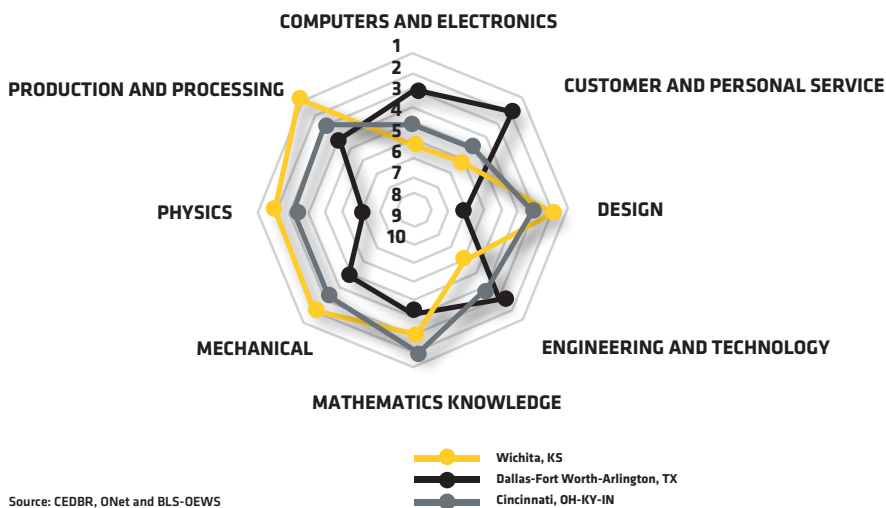 COMPUTERS AND ELECTRONICS
1
2
3
4
5
6
7
8
9
10
PRODUCTION AND PROCESSING
CUSTOMER AND PERSONAL SERVICE
PHYSICS
DESIGN
MECHANICAL
ENGINEERING AND TECHNOLOGY
MATHEMATICS KNOWLEDGE
Wichita, KS
Dallas-Fort Worth-Arlington, TX
Cincinnati, OH-KY-IN
Source: CEDBR, ONet and BLS-OEWS